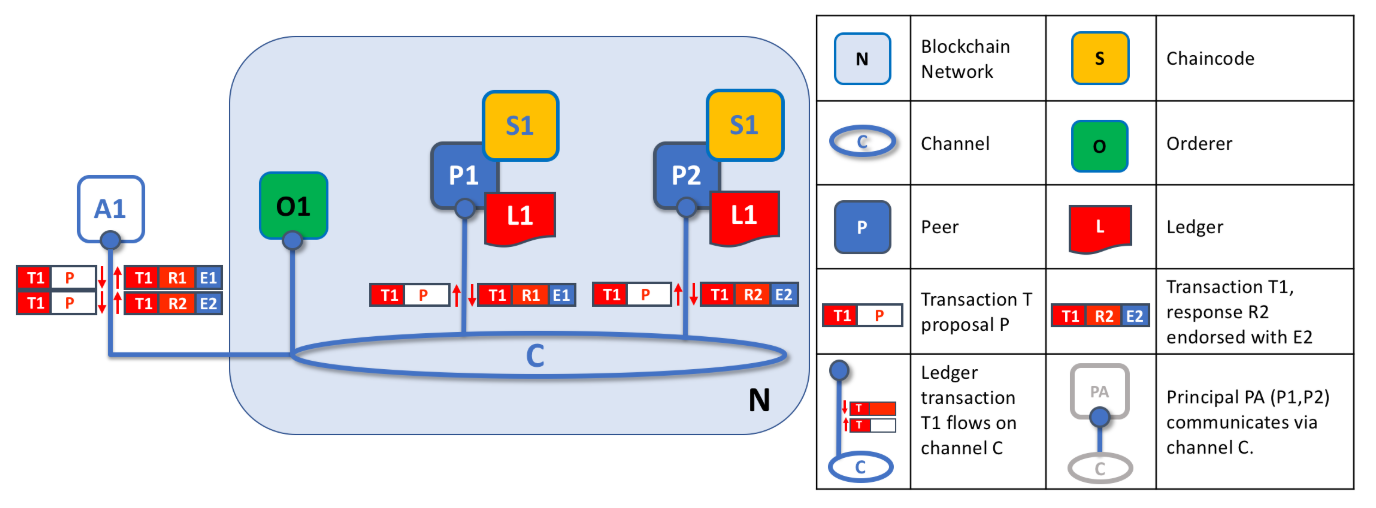 S1
S1
P1
P2
A1
O1
L1
L1
T1 P
T1 R1 E1
T1 P
T1 R2 E2
T1 P
T1 R1 E1
T1 P
T1 R2 E2
C
N
N
Blockchain
Network
S
Chaincode
C
Channel
O
Orderer
P
Peer
L
Ledger
T1 P
Transaction T
proposal P
T1 R2 E2
Transaction T1,
response R2
endorsed with E2
T
T
C
Ledger
transaction
T1 flows on
channel C
PA
C
Principal PA (P1,P2)
communicates via
channel C.